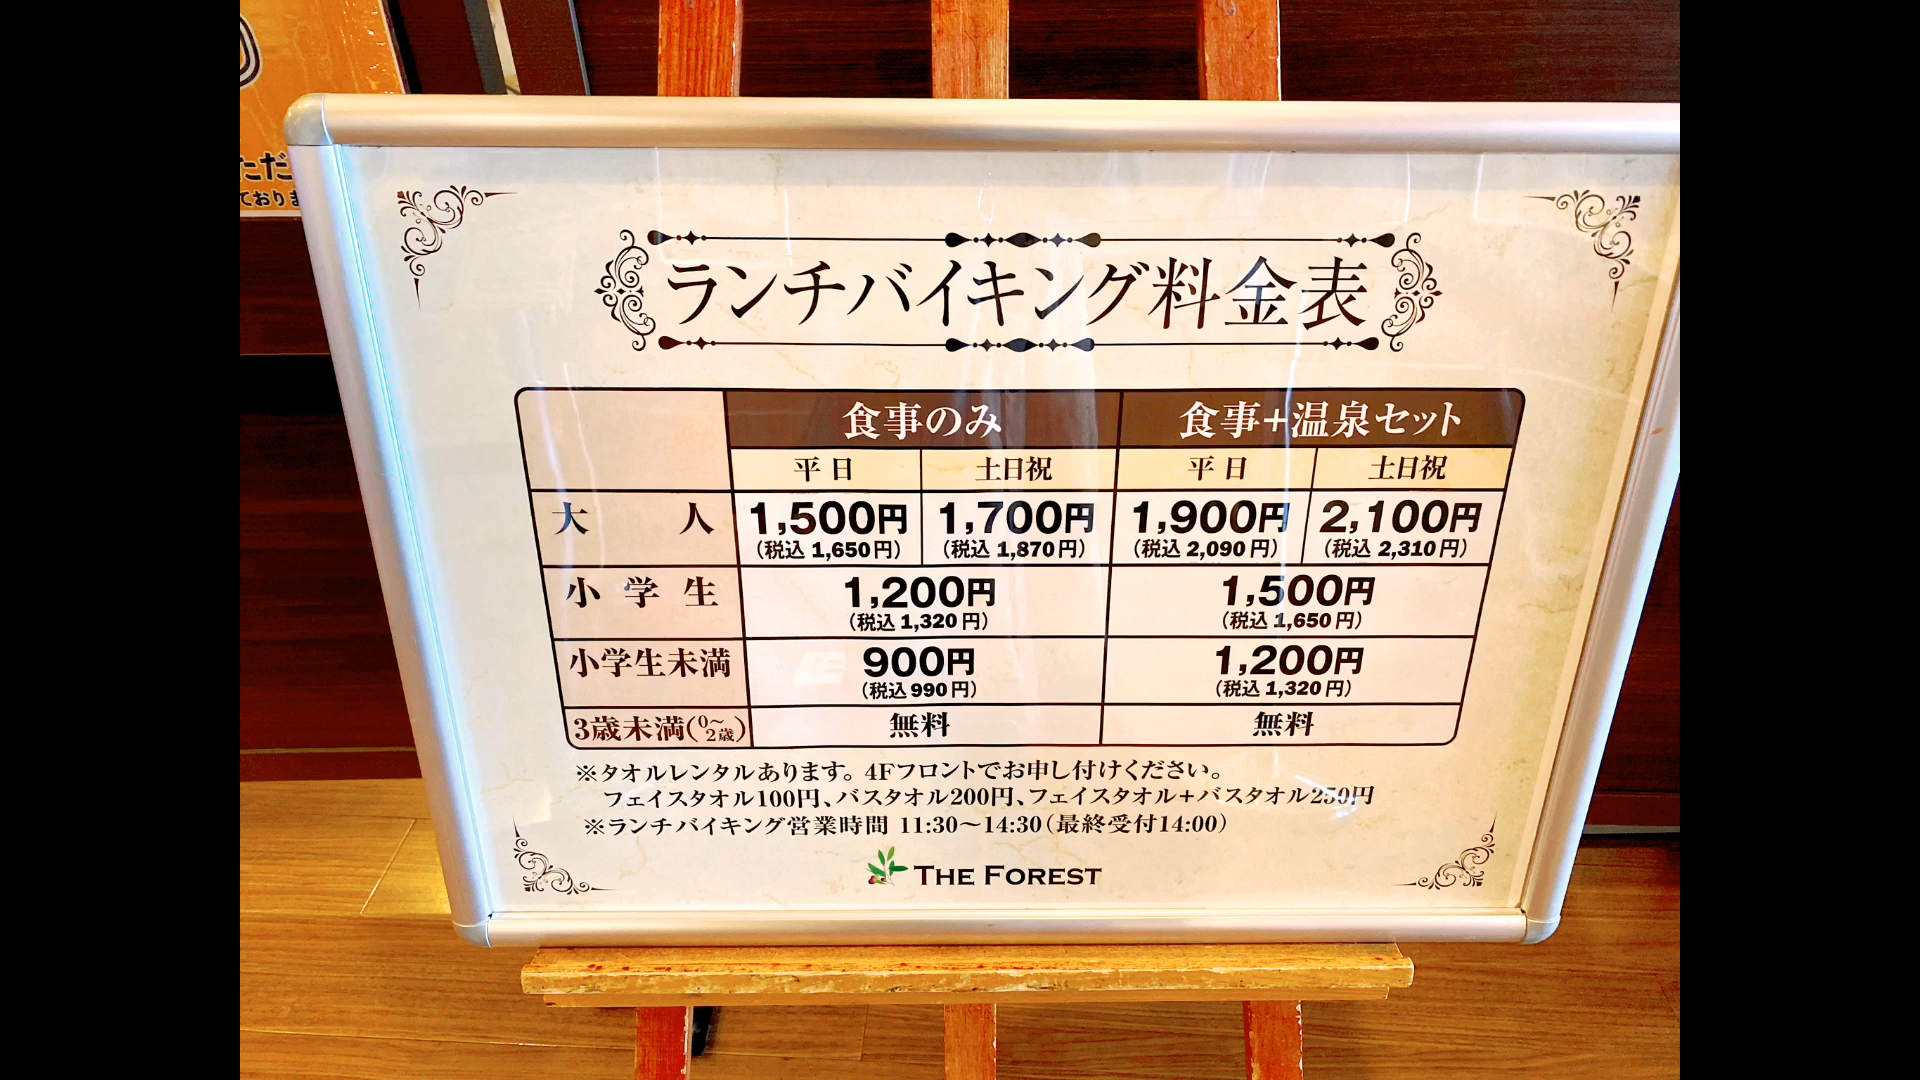 ただ
ておりま
ランチバイキング料金表
食事のみ 食事+温泉セット
平日 土日祝 平日 土日祝
大人 1,500円 1,700円 1,900円 2,100円
(税込 1,650円) (税込 1,870円) (税込 2,090円) (税込 2,310円)
小学生 1,200円 1,500円
(税込 1,320円) (税込 1,650円)
小学生未満 900円 1,200円
(税込 990円) (税込 1,320円)
3歳未満(0〜2歳) 無料 無料
※タオルレンタルあります。4Fフロントでお申し付けください。
フェイスタオル100円、バスタオル200円、フェイスタオル+バスタオル250円
※ランチバイキング営業時間 11:30〜14:30(最終受付14:00)
THE FOREST